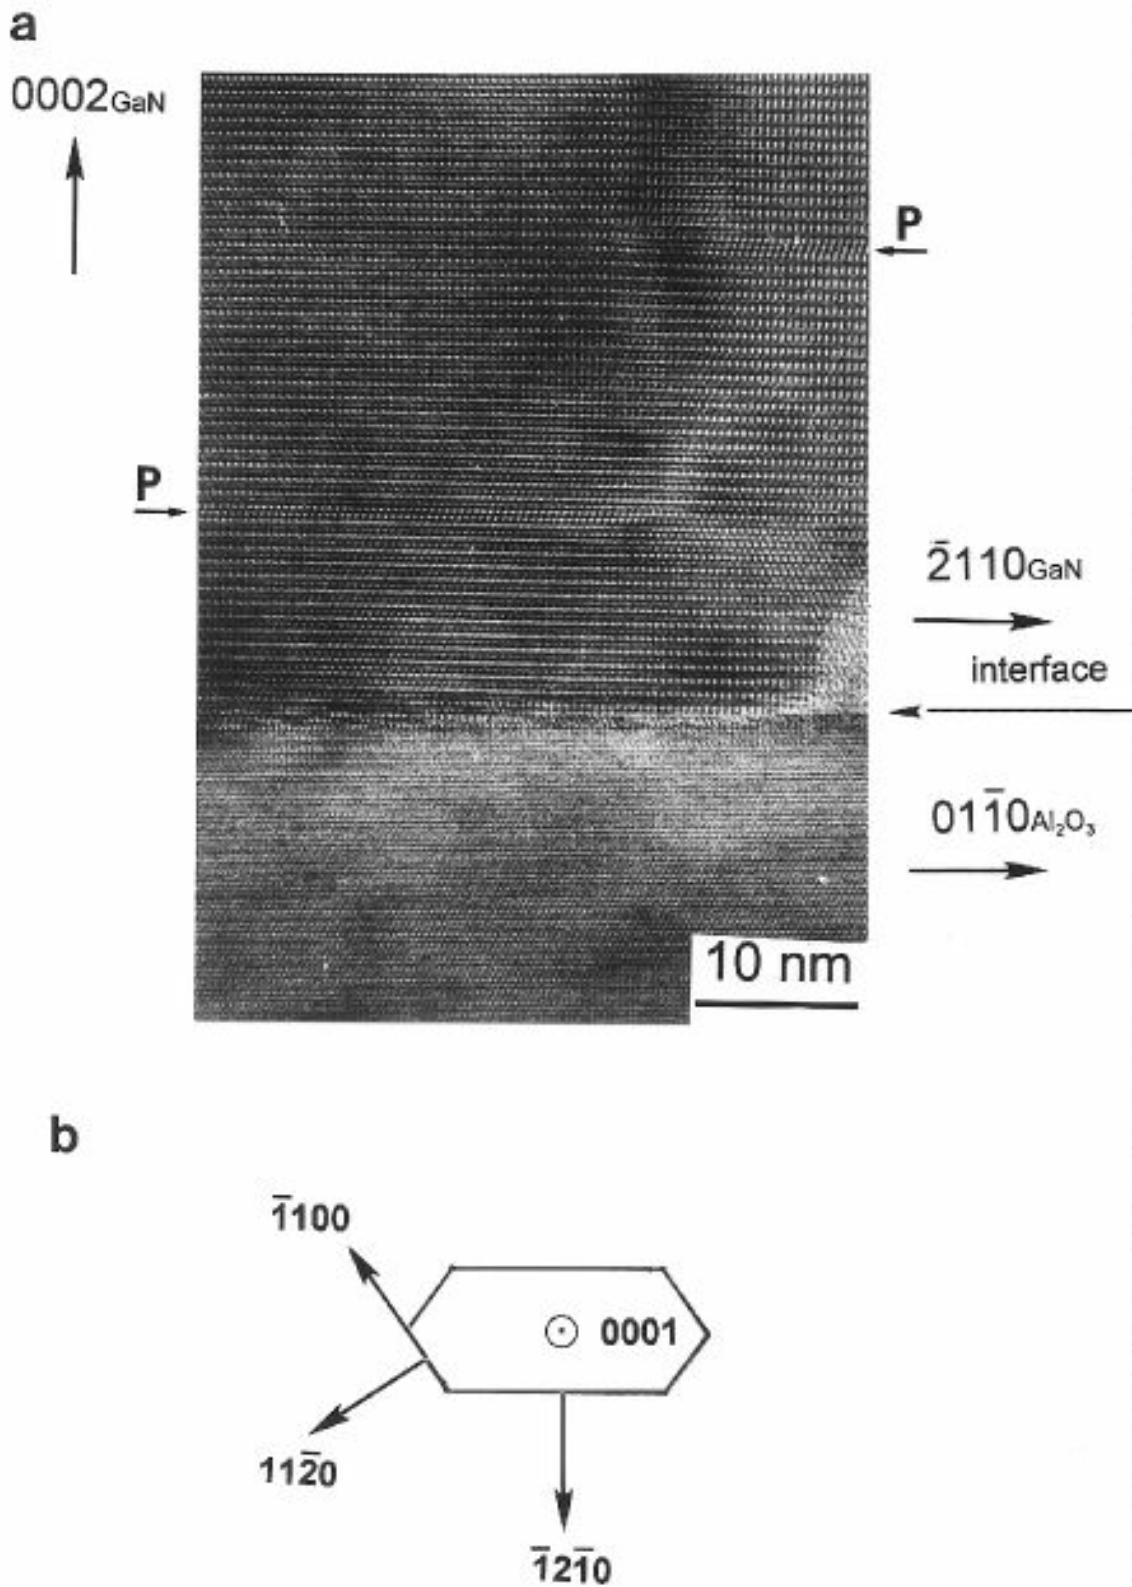 a
0002GaN
P
P
2̄110GaN
interface
011̄0Al₂O₃
10 nm
b
1̄100
0001
112̄0
1̄21̄0